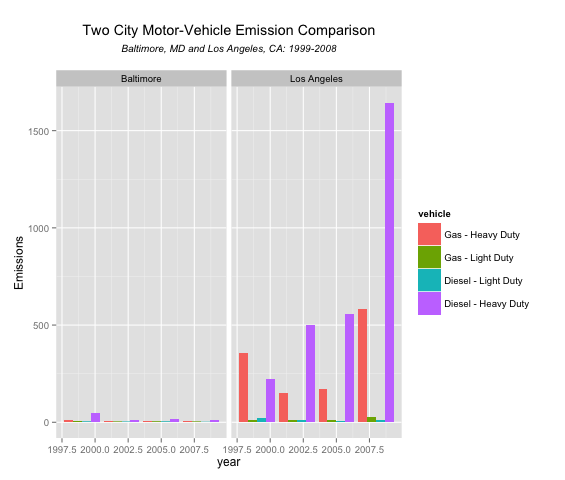 Two City Motor-Vehicle Emission Comparison
Baltimore, MD and Los Angeles, CA: 1999-2008
Baltimore
Los Angeles
1500
1000
500
0
Emissions
1997.5 2000.0 2002.5 2005.0 2007.5
1997.5 2000.0 2002.5 2005.0 2007.5
year
vehicle
Gas - Heavy Duty
Gas - Light Duty
Diesel - Light Duty
Diesel - Heavy Duty